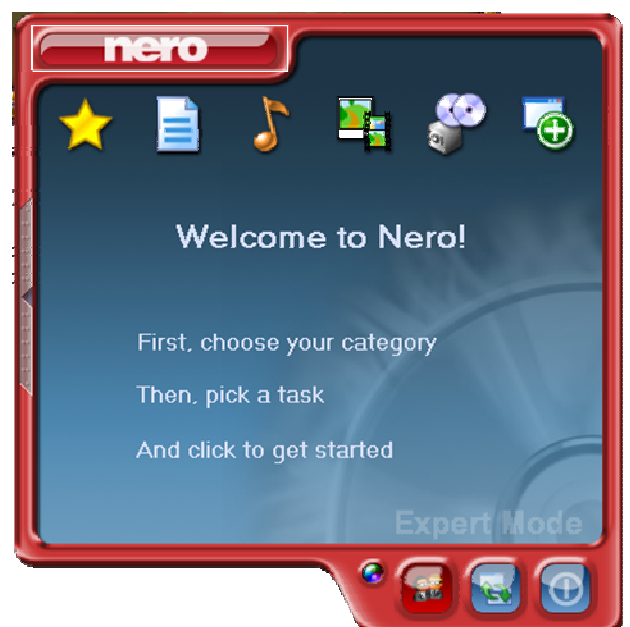 nero
Welcome to Nero!
First, choose your category
Then, pick a task
And click to get started
Expert Mode